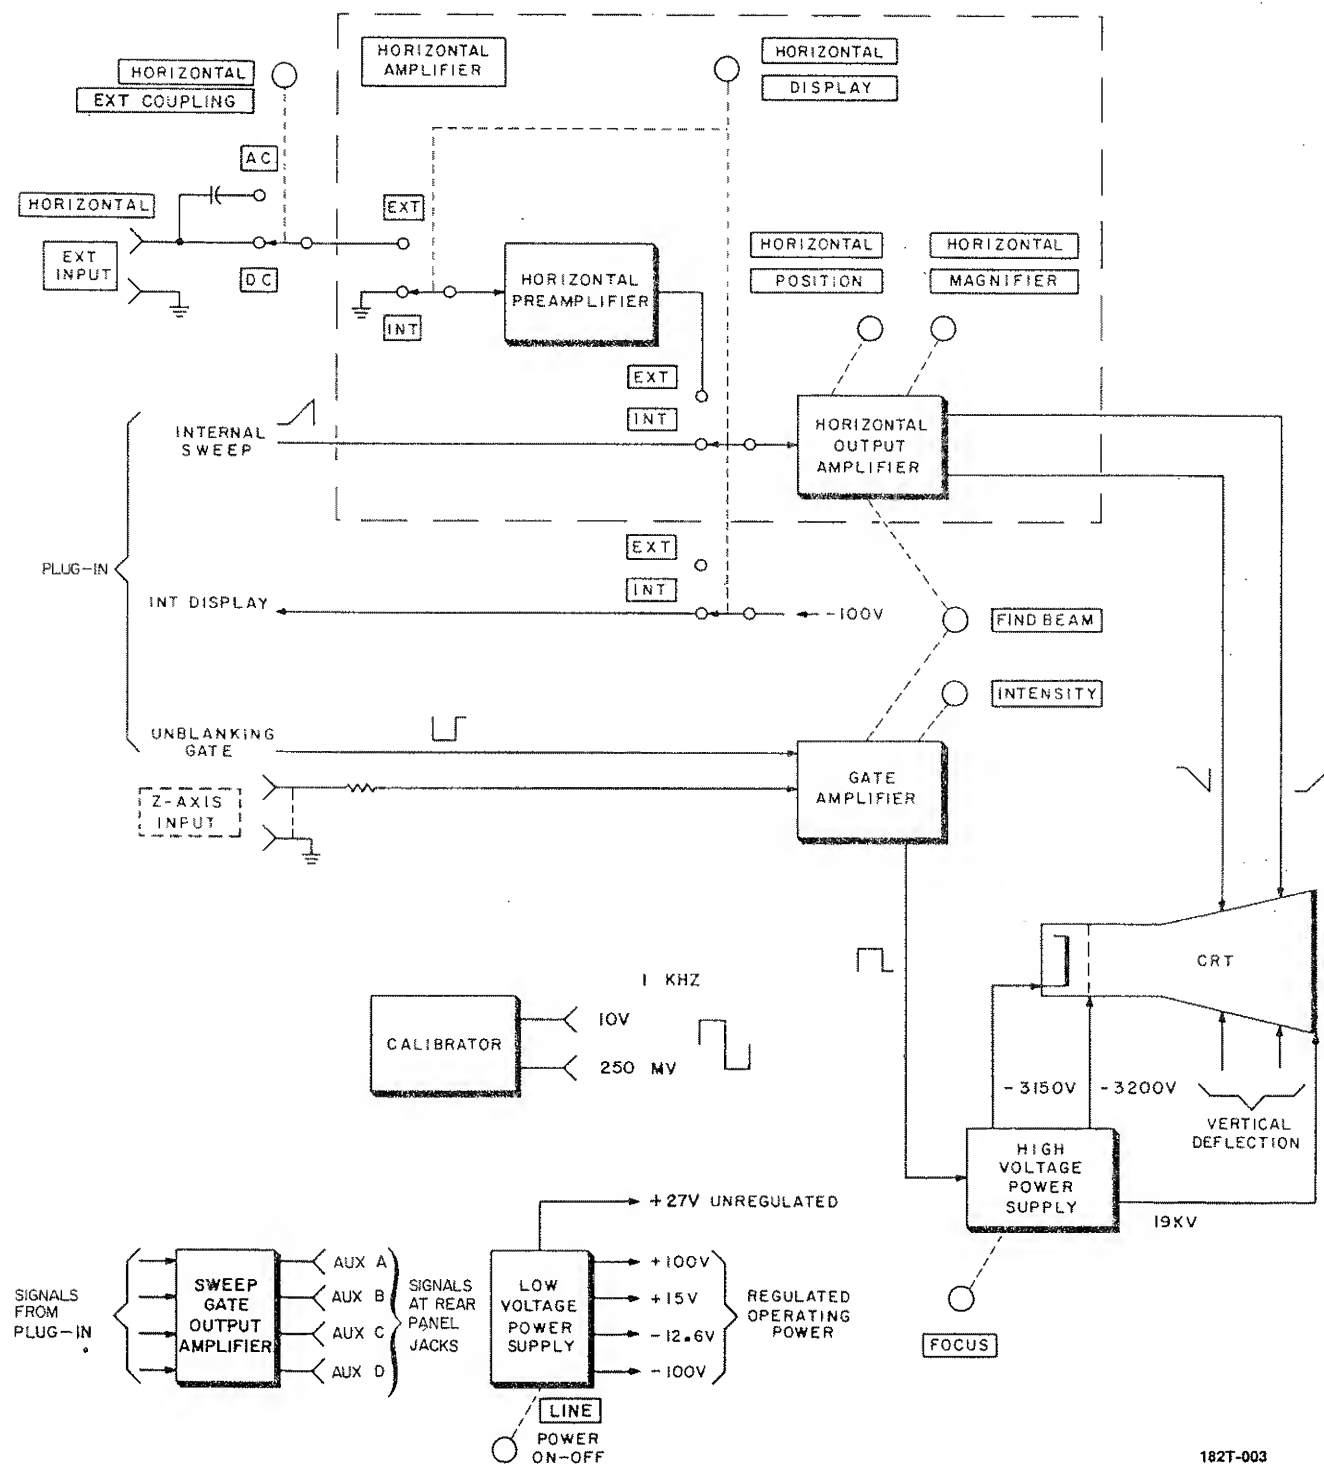 HORIZONTAL
AMPLIFIER
HORIZONTAL
DISPLAY
HORIZONTAL
EXT COUPLING
AC
HORIZONTAL
EXT
INPUT
DC
EXT
INT
HORIZONTAL
PREAMPLIFIER
HORIZONTAL
POSITION
HORIZONTAL
MAGNIFIER
EXT
INT
INTERNAL
SWEEP
HORIZONTAL
OUTPUT
AMPLIFIER
EXT
INT
PLUG-IN
INT DISPLAY
-100V
FIND BEAM
INTENSITY
UNBLANKING
GATE
Z-AXIS
INPUT
GATE
AMPLIFIER
CRT
1 KHZ
CALIBRATOR
10V
250 MV
-3150V
-3200V
VERTICAL
DEFLECTION
HIGH
VOLTAGE
POWER
SUPPLY
19KV
FOCUS
+27V UNREGULATED
SIGNALS
FROM
PLUG-IN
SWEEP
GATE
OUTPUT
AMPLIFIER
AUX A
AUX B
AUX C
AUX D
SIGNALS
AT REAR
PANEL
JACKS
LOW
VOLTAGE
POWER
SUPPLY
+100V
+15V
-12.6V
-100V
REGULATED
OPERATING
POWER
LINE
POWER
ON-OFF
182T-003